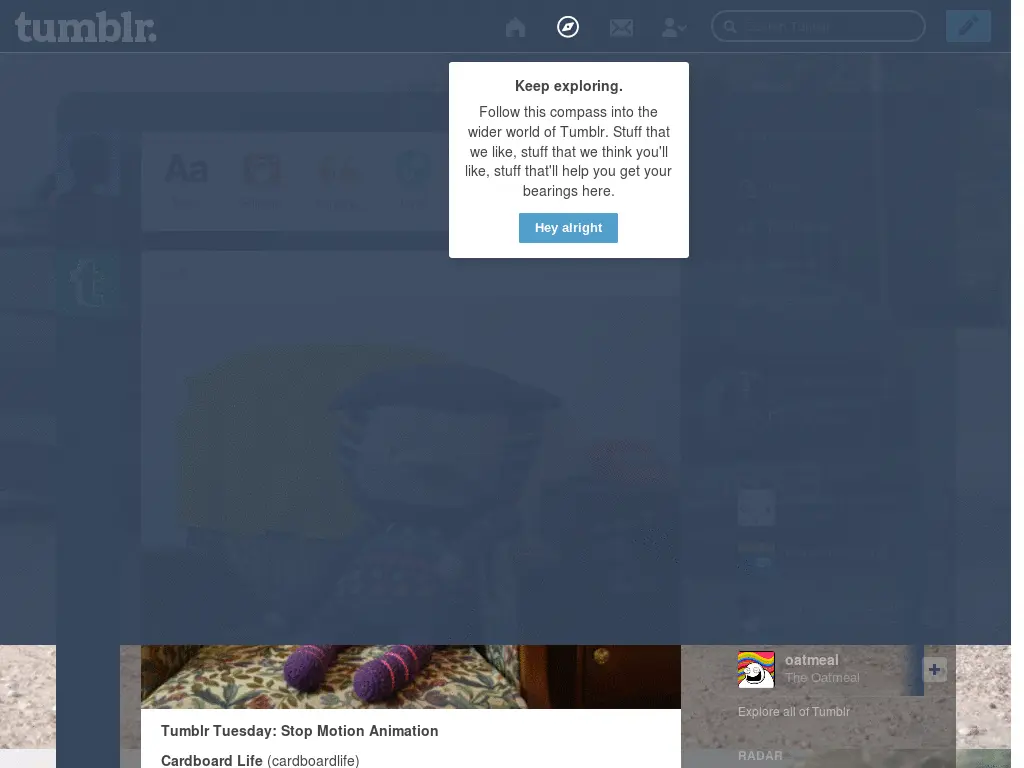 tumblr.
Keep exploring.
Follow this compass into the
wider world of Tumblr. Stuff that
we like, stuff that we think you'll
like, stuff that'll help you get your
bearings here.
Hey alright
Aa
t
oatmeal
The Oatmeal
Explore all of Tumblr
RADAR
Tumblr Tuesday: Stop Motion Animation
Cardboard Life (cardboardlife)